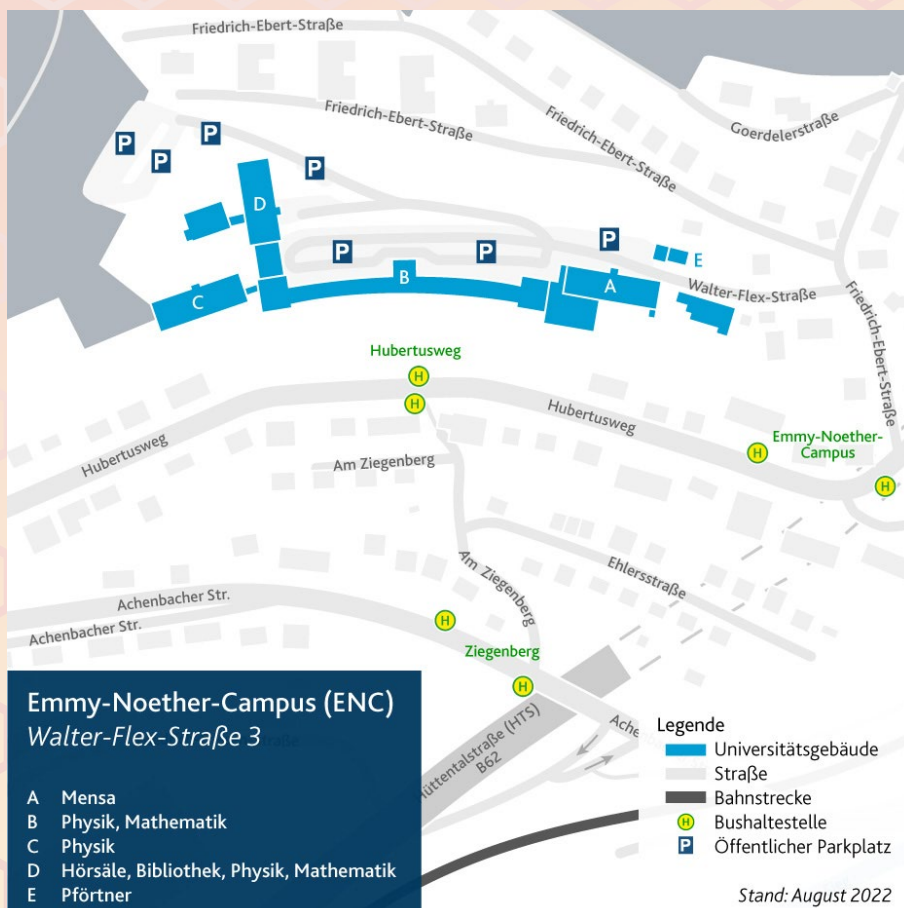 Friedrich-Ebert-Straße
Friedrich-Ebert-Straße
Friedrich-Ebert-Straße
Goerdelerstraße
P
P
P
P
D
Friedrich-Ebert-Straße
P
P
P
E
B
A
C
Walter-Flex-Straße
Friedrich-Ebert-Straße
Hubertusweg
H
H
Hubertusweg
Hubertusweg
Emmy-Noether-
Campus
H
H
Am Ziegenberg
Am Ziegenberg
Ehlersstraße
Achenbacher Str.
Achenbacher Str.
H
Ziegenberg
H
Hüttentalstraße (HTS)
B62
Emmy-Noether-Campus (ENC)
Walter-Flex-Straße 3
A Mensa
B Physik, Mathematik
C Physik
D Hörsäle, Bibliothek, Physik, Mathematik
E Pförtner
Legende
Universitätsgebäude
Straße
Bahnstrecke
H Bushaltestelle
P Öffentlicher Parkplatz
Stand: August 2022